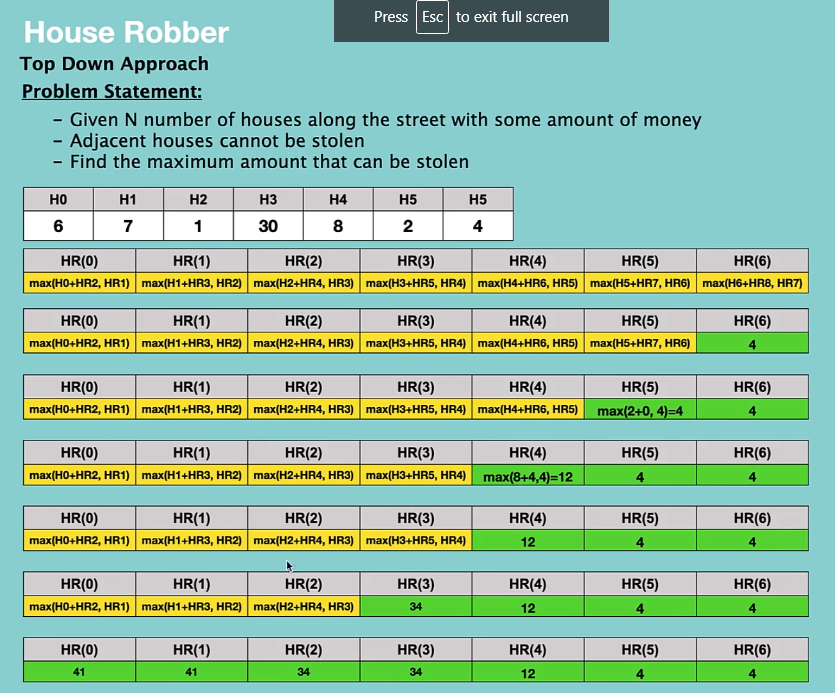 Press Esc to exit full screen
House Robber
Top Down Approach
Problem Statement:
– Given N number of houses along the street with some amount of money
– Adjacent houses cannot be stolen
– Find the maximum amount that can be stolen
H0 H1 H2 H3 H4 H5 H5
6 7 1 30 8 2 4
HR(0) HR(1) HR(2) HR(3) HR(4) HR(5) HR(6)
max(H0+HR2, HR1) max(H1+HR3, HR2) max(H2+HR4, HR3) max(H3+HR5, HR4) max(H4+HR6, HR5) max(H5+HR7, HR6) max(H6+HR8, HR7)
HR(0) HR(1) HR(2) HR(3) HR(4) HR(5) HR(6)
max(H0+HR2, HR1) max(H1+HR3, HR2) max(H2+HR4, HR3) max(H3+HR5, HR4) max(H4+HR6, HR5) max(H5+HR7, HR6) 4
HR(0) HR(1) HR(2) HR(3) HR(4) HR(5) HR(6)
max(H0+HR2, HR1) max(H1+HR3, HR2) max(H2+HR4, HR3) max(H3+HR5, HR4) max(H4+HR6, HR5) max(2+0, 4)=4 4
HR(0) HR(1) HR(2) HR(3) HR(4) HR(5) HR(6)
max(H0+HR2, HR1) max(H1+HR3, HR2) max(H2+HR4, HR3) max(H3+HR5, HR4) max(8+4,4)=12 4 4
HR(0) HR(1) HR(2) HR(3) HR(4) HR(5) HR(6)
max(H0+HR2, HR1) max(H1+HR3, HR2) max(H2+HR4, HR3) max(H3+HR5, HR4) 12 4 4
HR(0) HR(1) HR(2) HR(3) HR(4) HR(5) HR(6)
max(H0+HR2, HR1) max(H1+HR3, HR2) max(H2+HR4, HR3) 34 12 4 4
HR(0) HR(1) HR(2) HR(3) HR(4) HR(5) HR(6)
41 41 34 34 12 4 4